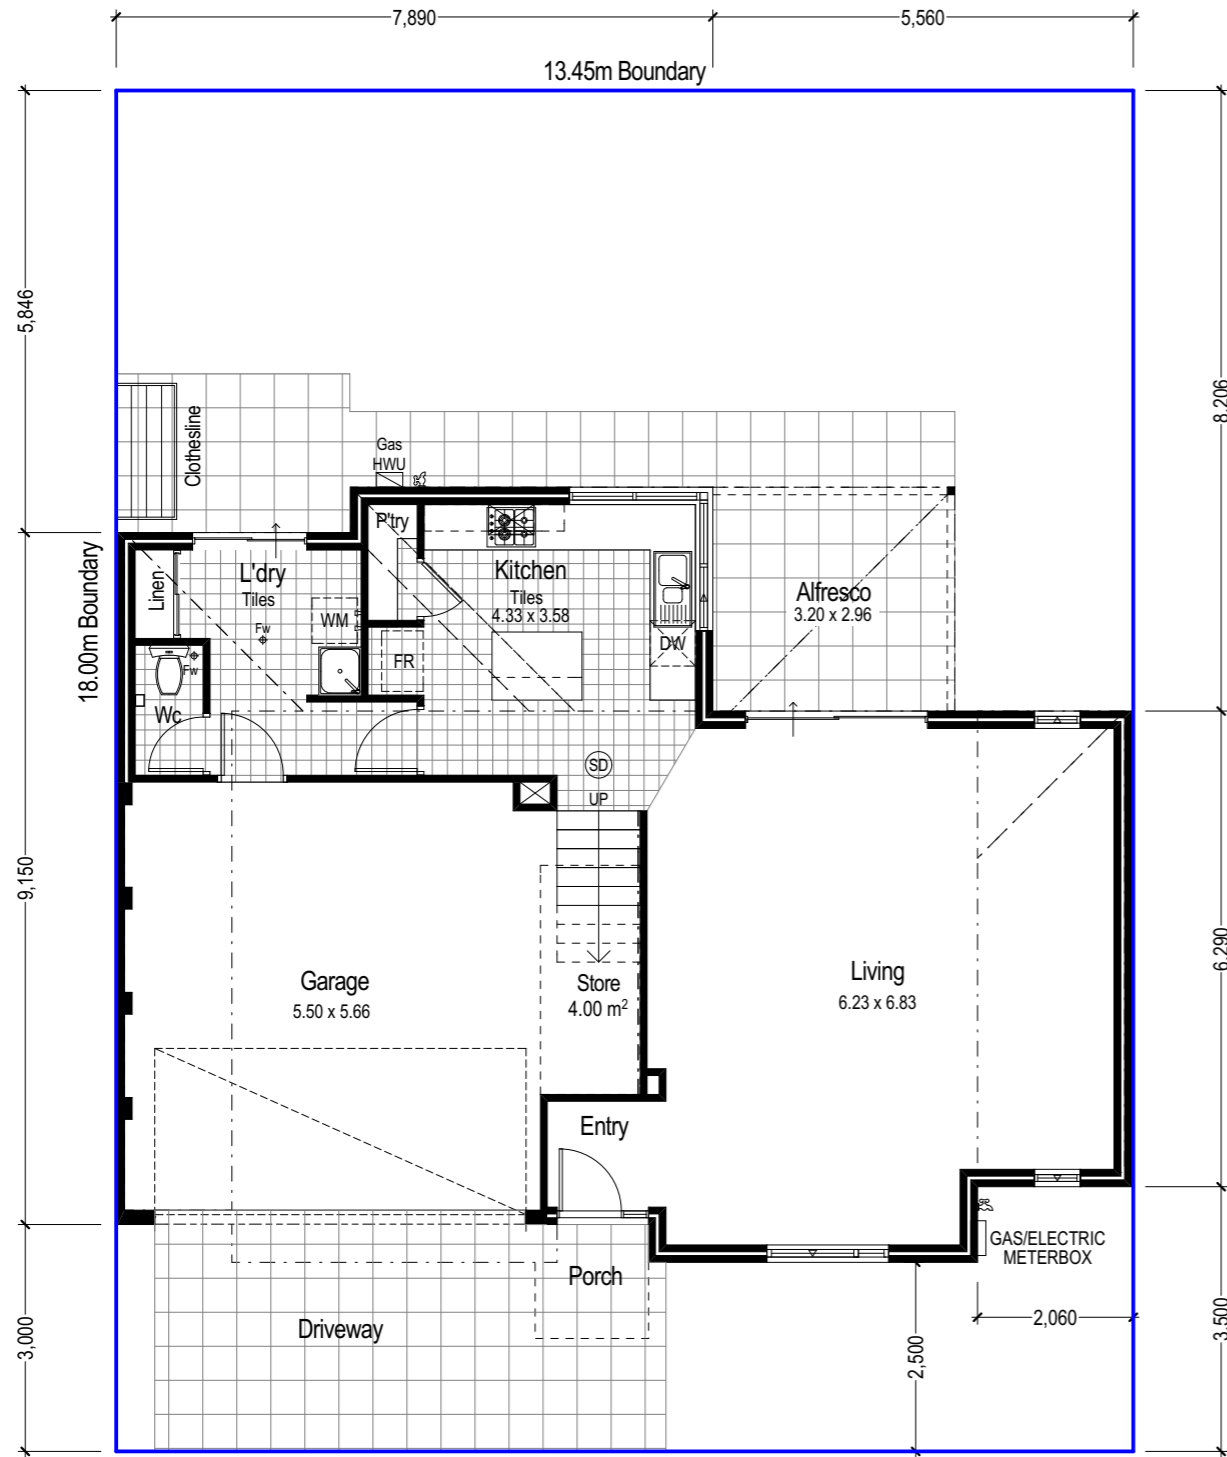 7,890
5,560
13.45m Boundary
5,846
8,206
Clothesline
Gas
HWU
P'try
Kitchen
Tiles
4.33 x 3.58
L'dry
Tiles
Linen
WM
Fw
Fw
FR
DW
Alfresco
3.20 x 2.96
18.00m Boundary
Wc
SD
UP
9,150
6,290
Garage
5.50 x 5.66
Store
4.00 m²
Living
6.23 x 6.83
Entry
GAS/ELECTRIC
METERBOX
Porch
Driveway
3,000
2,500
2,060
3,500